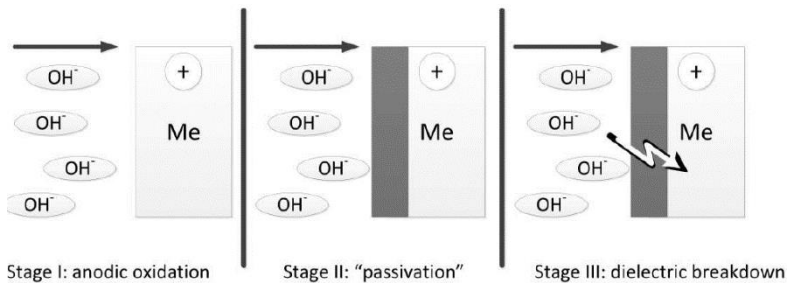 OH⁻
+
OH⁻
Me
OH⁻
OH⁻
Stage I: anodic oxidation
OH⁻
+
OH⁻
Me
OH⁻
OH⁻
Stage II: “passivation”
OH⁻
+
OH⁻
Me
OH⁻
OH⁻
Stage III: dielectric breakdown